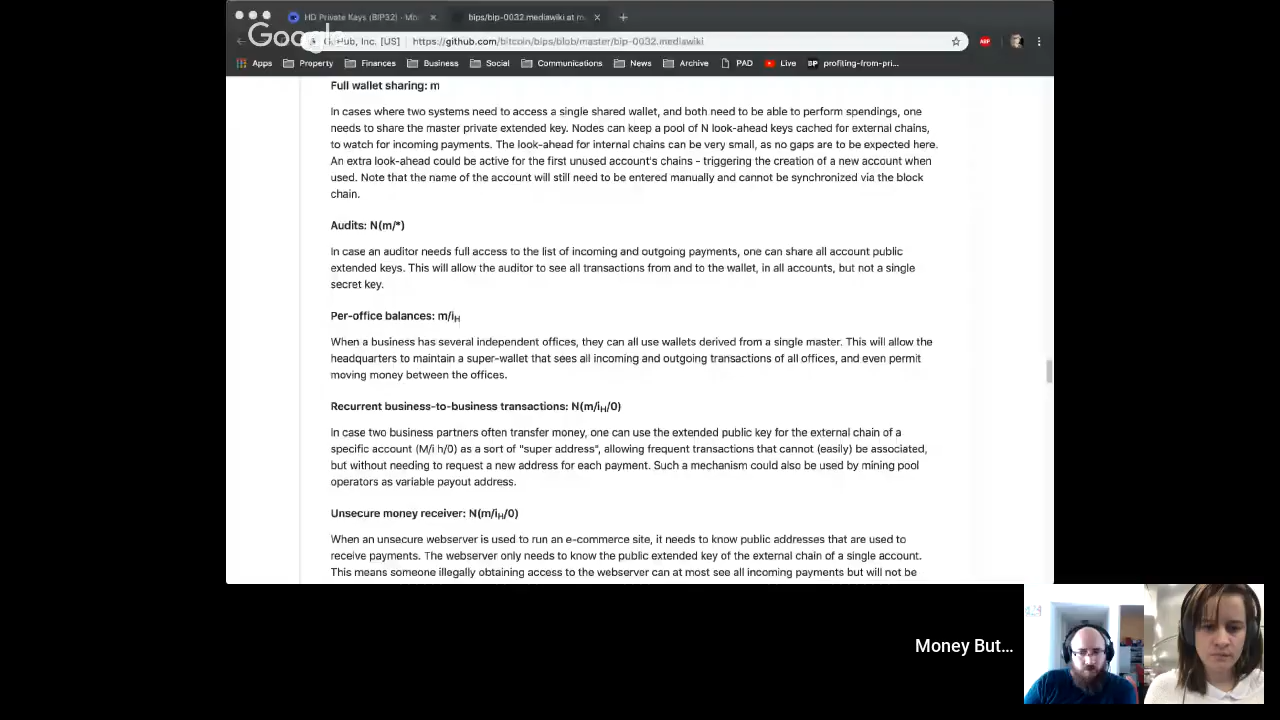 HD Private Keys (BIP32) - Mo
bips/bip-0032.mediawiki at m
Google
Hub, Inc. [US] https://github.com/bitcoin/bips/blob/master/bip-0032.mediawiki
ABP
Apps Property Finances Business Social Communications News Archive PAD Live BP profiting-from-pri...
Full wallet sharing: m
In cases where two systems need to access a single shared wallet, and both need to be able to perform spendings, one
needs to share the master private extended key. Nodes can keep a pool of N look-ahead keys cached for external chains,
to watch for incoming payments. The look-ahead for internal chains can be very small, as no gaps are to be expected here.
An extra look-ahead could be active for the first unused account's chains - triggering the creation of a new account when
used. Note that the name of the account will still need to be entered manually and cannot be synchronized via the block
chain.
Audits: N(m/*)
In case an auditor needs full access to the list of incoming and outgoing payments, one can share all account public
extended keys. This will allow the auditor to see all transactions from and to the wallet, in all accounts, but not a single
secret key.
Per-office balances: m/iH
When a business has several independent offices, they can all use wallets derived from a single master. This will allow the
headquarters to maintain a super-wallet that sees all incoming and outgoing transactions of all offices, and even permit
moving money between the offices.
Recurrent business-to-business transactions: N(m/iH/0)
In case two business partners often transfer money, one can use the extended public key for the external chain of a
specific account (M/i h/0) as a sort of "super address", allowing frequent transactions that cannot (easily) be associated,
but without needing to request a new address for each payment. Such a mechanism could also be used by mining pool
operators as variable payout address.
Unsecure money receiver: N(m/iH/0)
When an unsecure webserver is used to run an e-commerce site, it needs to know public addresses that are used to
receive payments. The webserver only needs to know the public extended key of the external chain of a single account.
This means someone illegally obtaining access to the webserver can at most see all incoming payments but will not be
Money But...